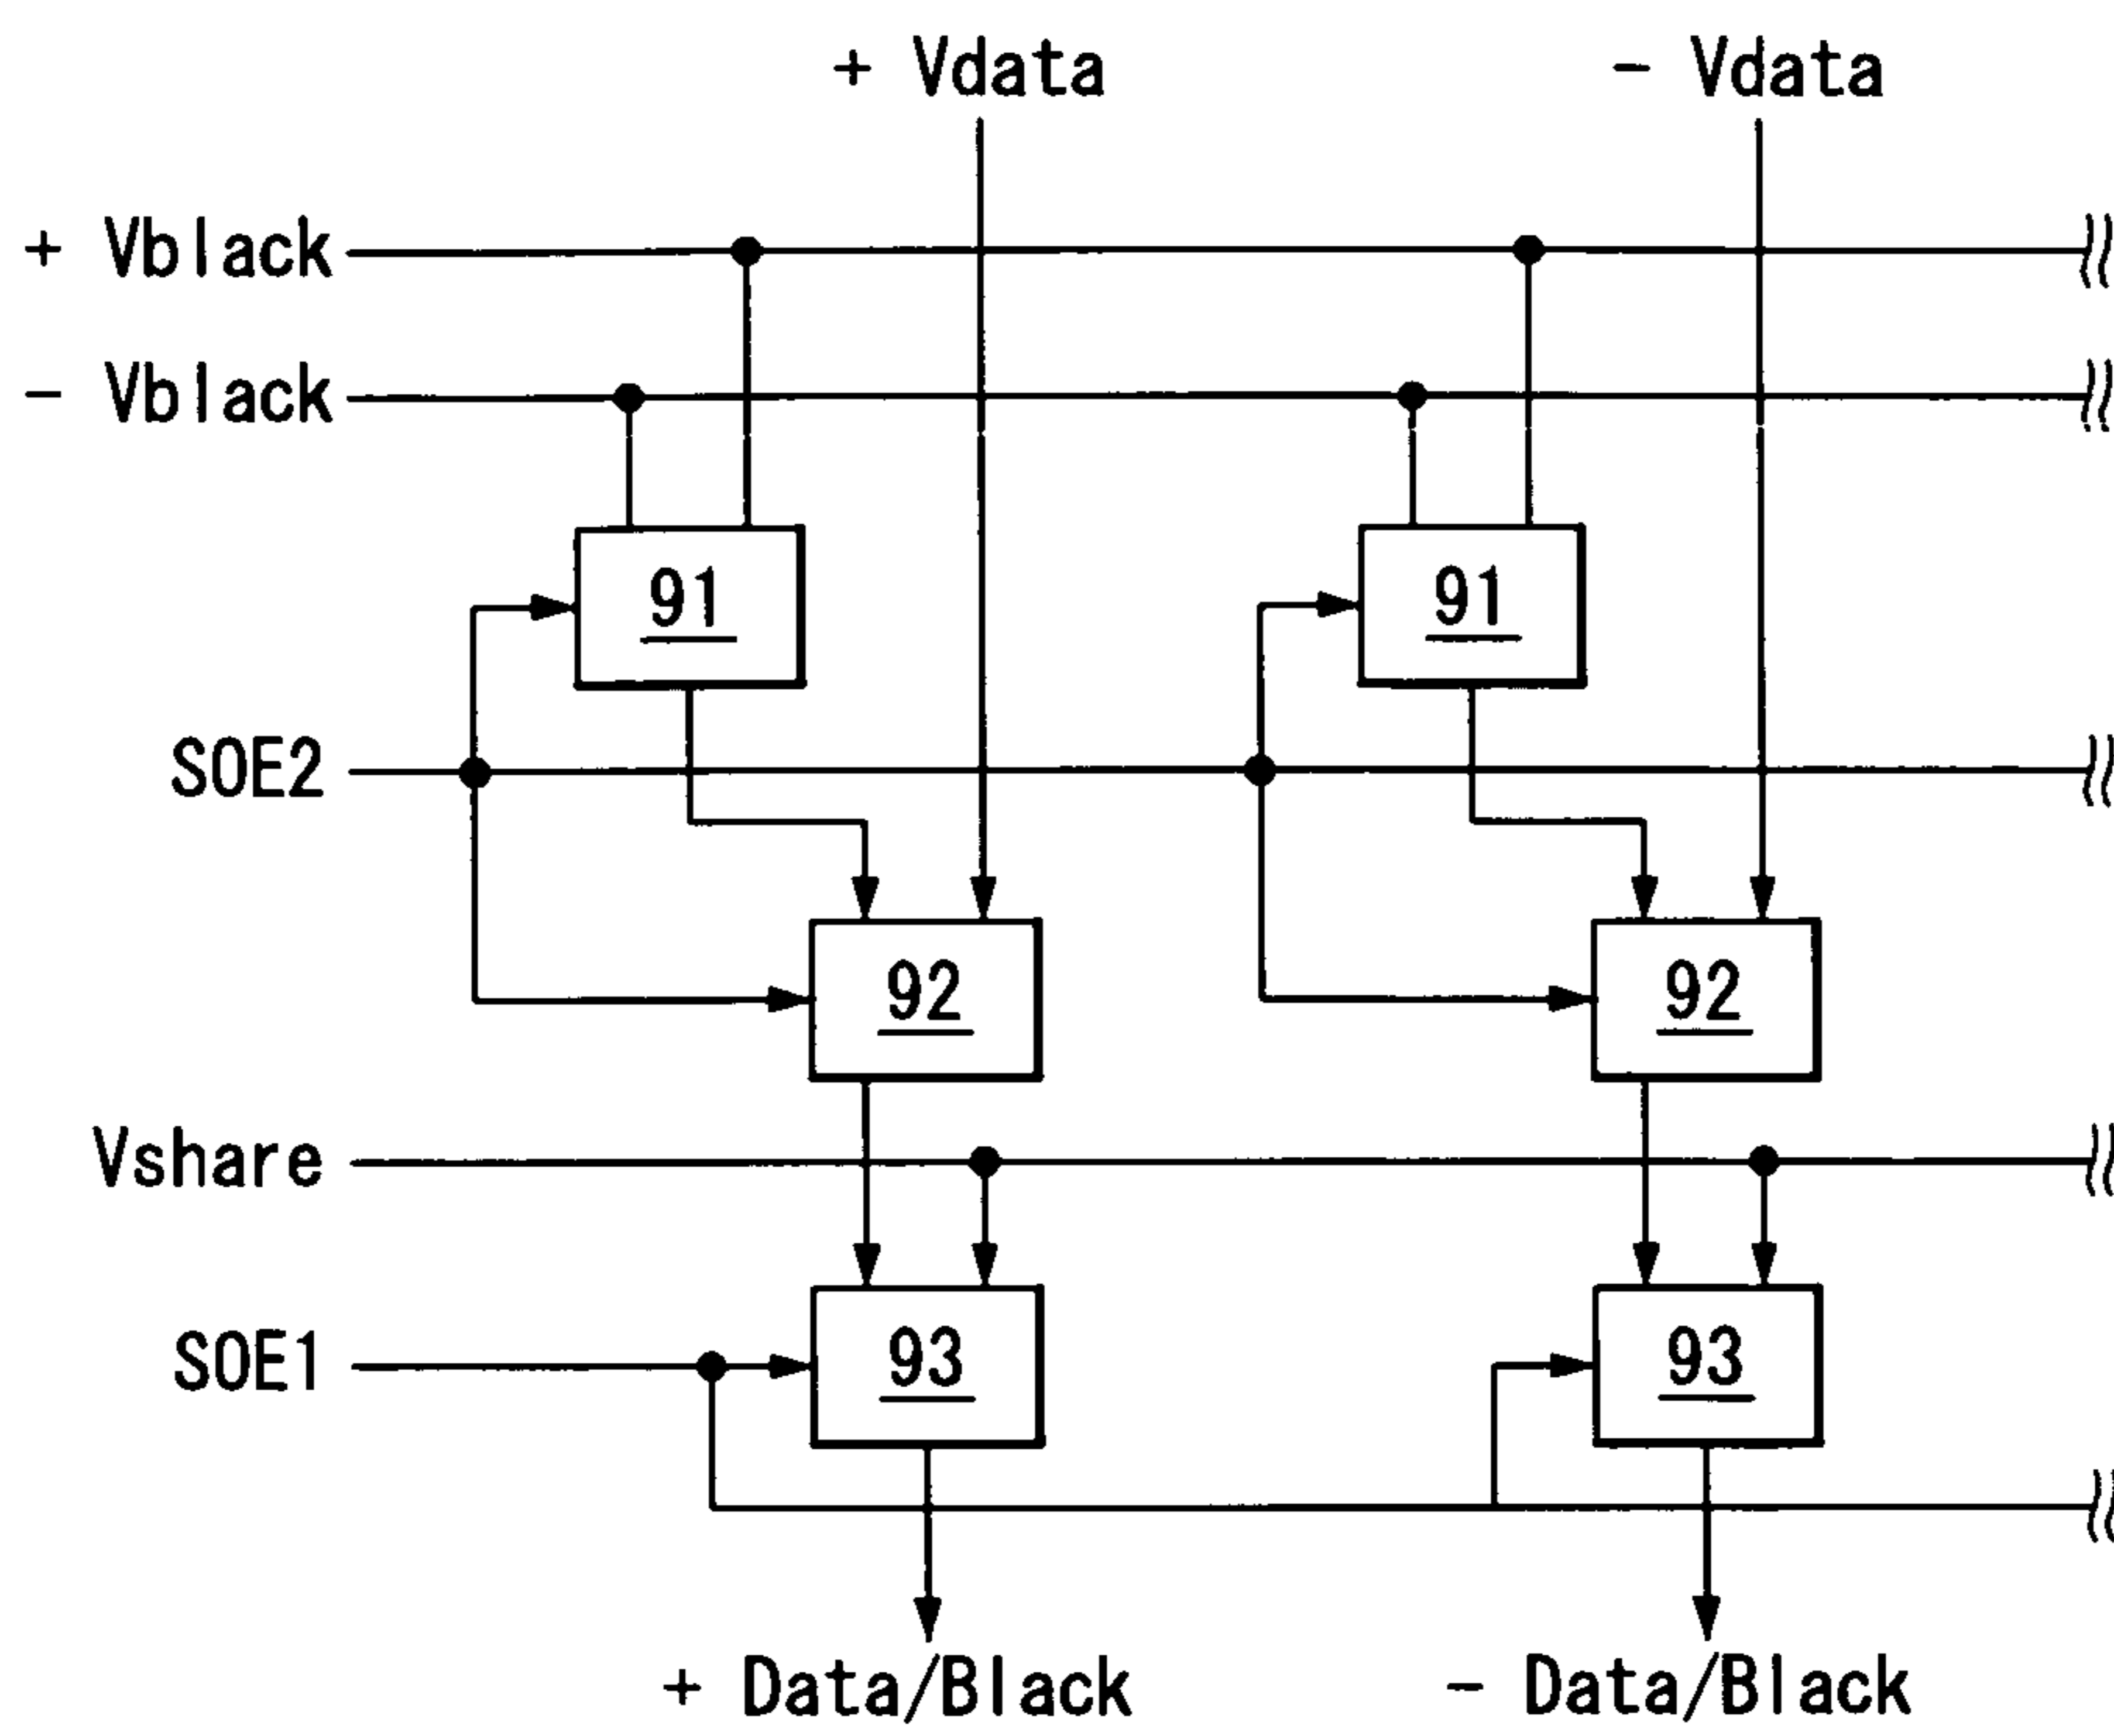 + Vdata - Vdata
+ Vblack
- Vblack
91 91
SOE2
92 92
Vshare
SOE1 93 93
+ Data/Black - Data/Black